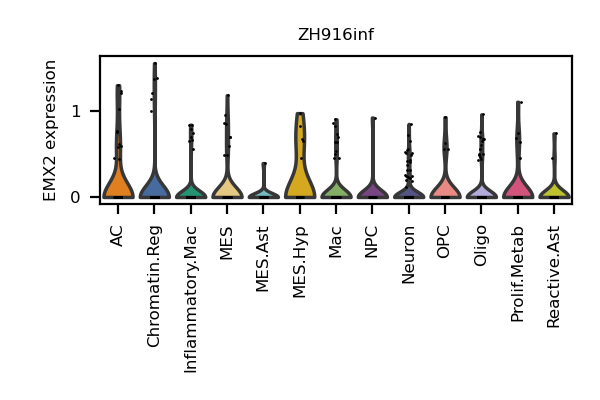 ZH916inf
EMX2 expression
1
0
AC
Chromatin.Reg
Inflammatory.Mac
MES
MES.Ast
MES.Hyp
Mac
NPC
Neuron
OPC
Oligo
Prolif.Metab
Reactive.Ast